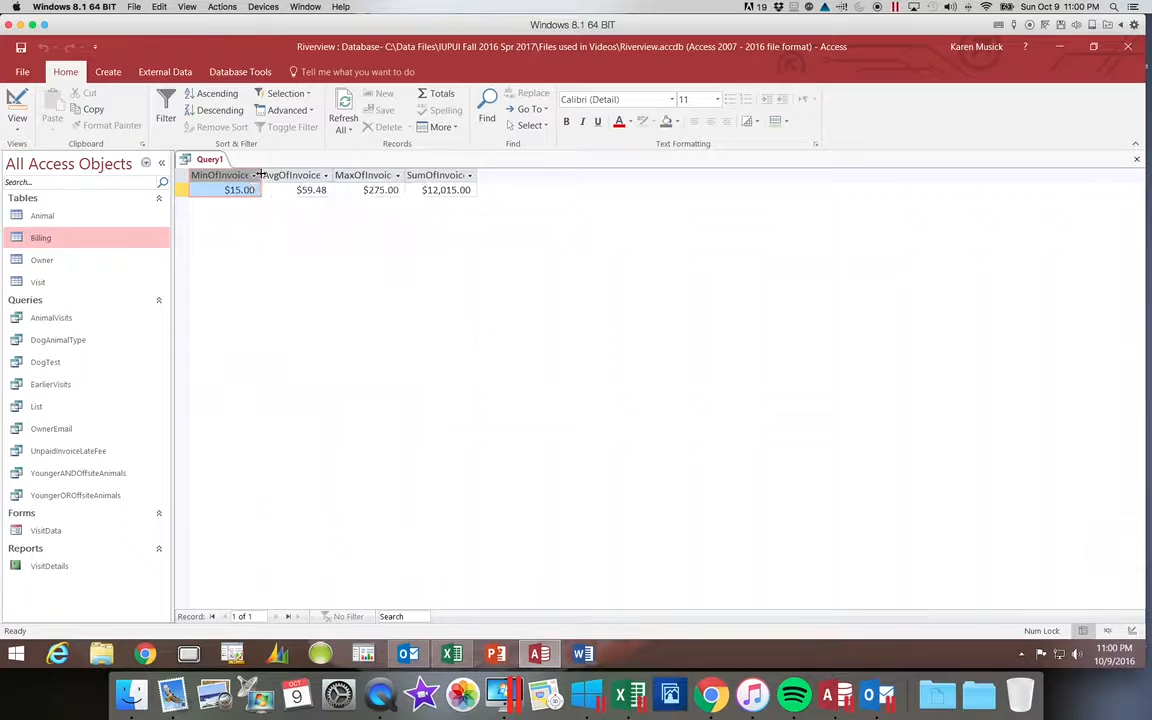 Windows 8.1 64 BIT File Edit View Actions Devices Window Help 19 Sun Oct 9 11:00 PM
Windows 8.1 64 BIT
Riverview : Database- C:\Data Files\IUPUI Fall 2016 Spr 2017\Files used in Videos\Riverview.accdb (Access 2007 - 2016 file format) - Access Karen Musick ?
File Home Create External Data Database Tools Tell me what you want to do
View Paste Cut Filter Ascending Selection Refresh All New Totals Find Replace Calibri (Detail) 11
Copy Descending Advanced Save Spelling Go To
Format Painter Remove Sort Toggle Filter Delete More Select B I U A
Views Clipboard Sort & Filter Records Find Text Formatting
All Access Objects
Search...
Tables
Animal
Billing
Owner
Visit
Queries
AnimalVisits
DogAnimalType
DogTest
EarlierVisits
List
OwnerEmail
UnpaidInvoiceLateFee
YoungerANDOffsiteAnimals
YoungerOROffsiteAnimals
Forms
VisitData
Reports
VisitDetails
Query1
MinOfInvoice AvgOfInvoice MaxOfInvoic SumOfInvoic
$15.00 $59.48 $275.00 $12,015.00
Record: 1 of 1 No Filter Search
Ready Num Lock
11:00 PM
10/9/2016
OCT
9